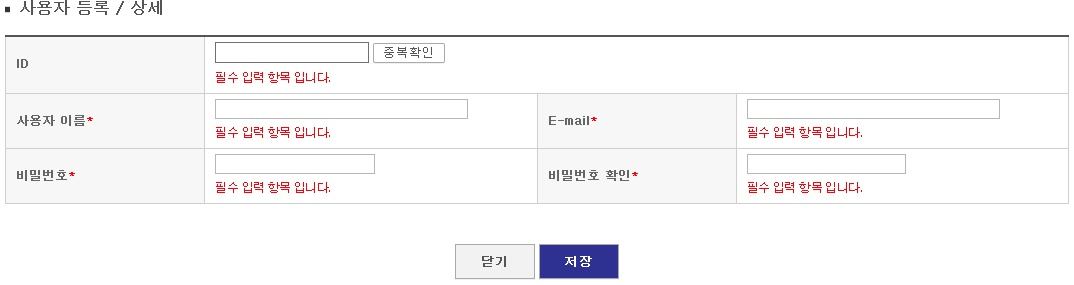 사용자 등록 / 상세
ID
중복확인
필수 입력 항목 입니다.
사용자 이름*
필수 입력 항목 입니다.
E-mail*
필수 입력 항목 입니다.
비밀번호*
필수 입력 항목 입니다.
비밀번호 확인*
필수 입력 항목 입니다.
닫기
저장